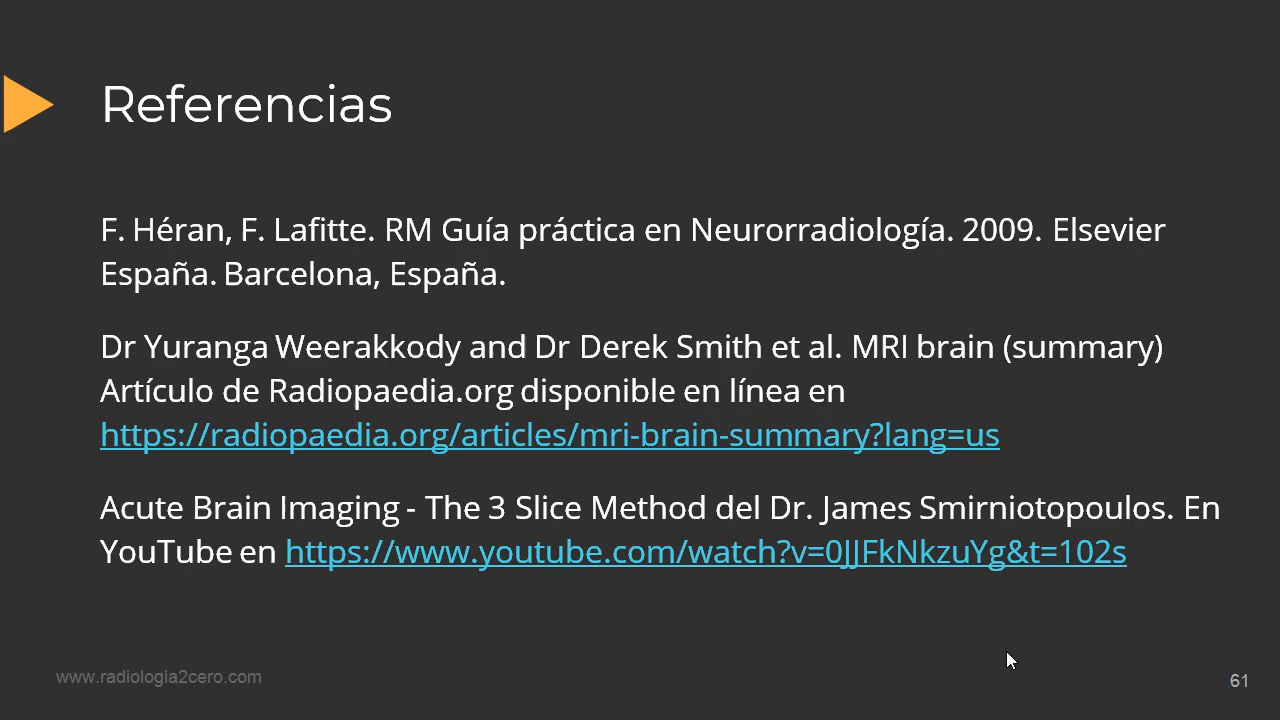 Referencias
F. Héran, F. Lafitte. RM Guía práctica en Neurorradiología. 2009. Elsevier
España. Barcelona, España.
Dr Yuranga Weerakkody and Dr Derek Smith et al. MRI brain (summary)
Artículo de Radiopaedia.org disponible en línea en
https://radiopaedia.org/articles/mri-brain-summary?lang=us
Acute Brain Imaging - The 3 Slice Method del Dr. James Smirniotopoulos. En
YouTube en https://www.youtube.com/watch?v=0JJFkNkzuYg&t=102s
www.radiologia2cero.com
61